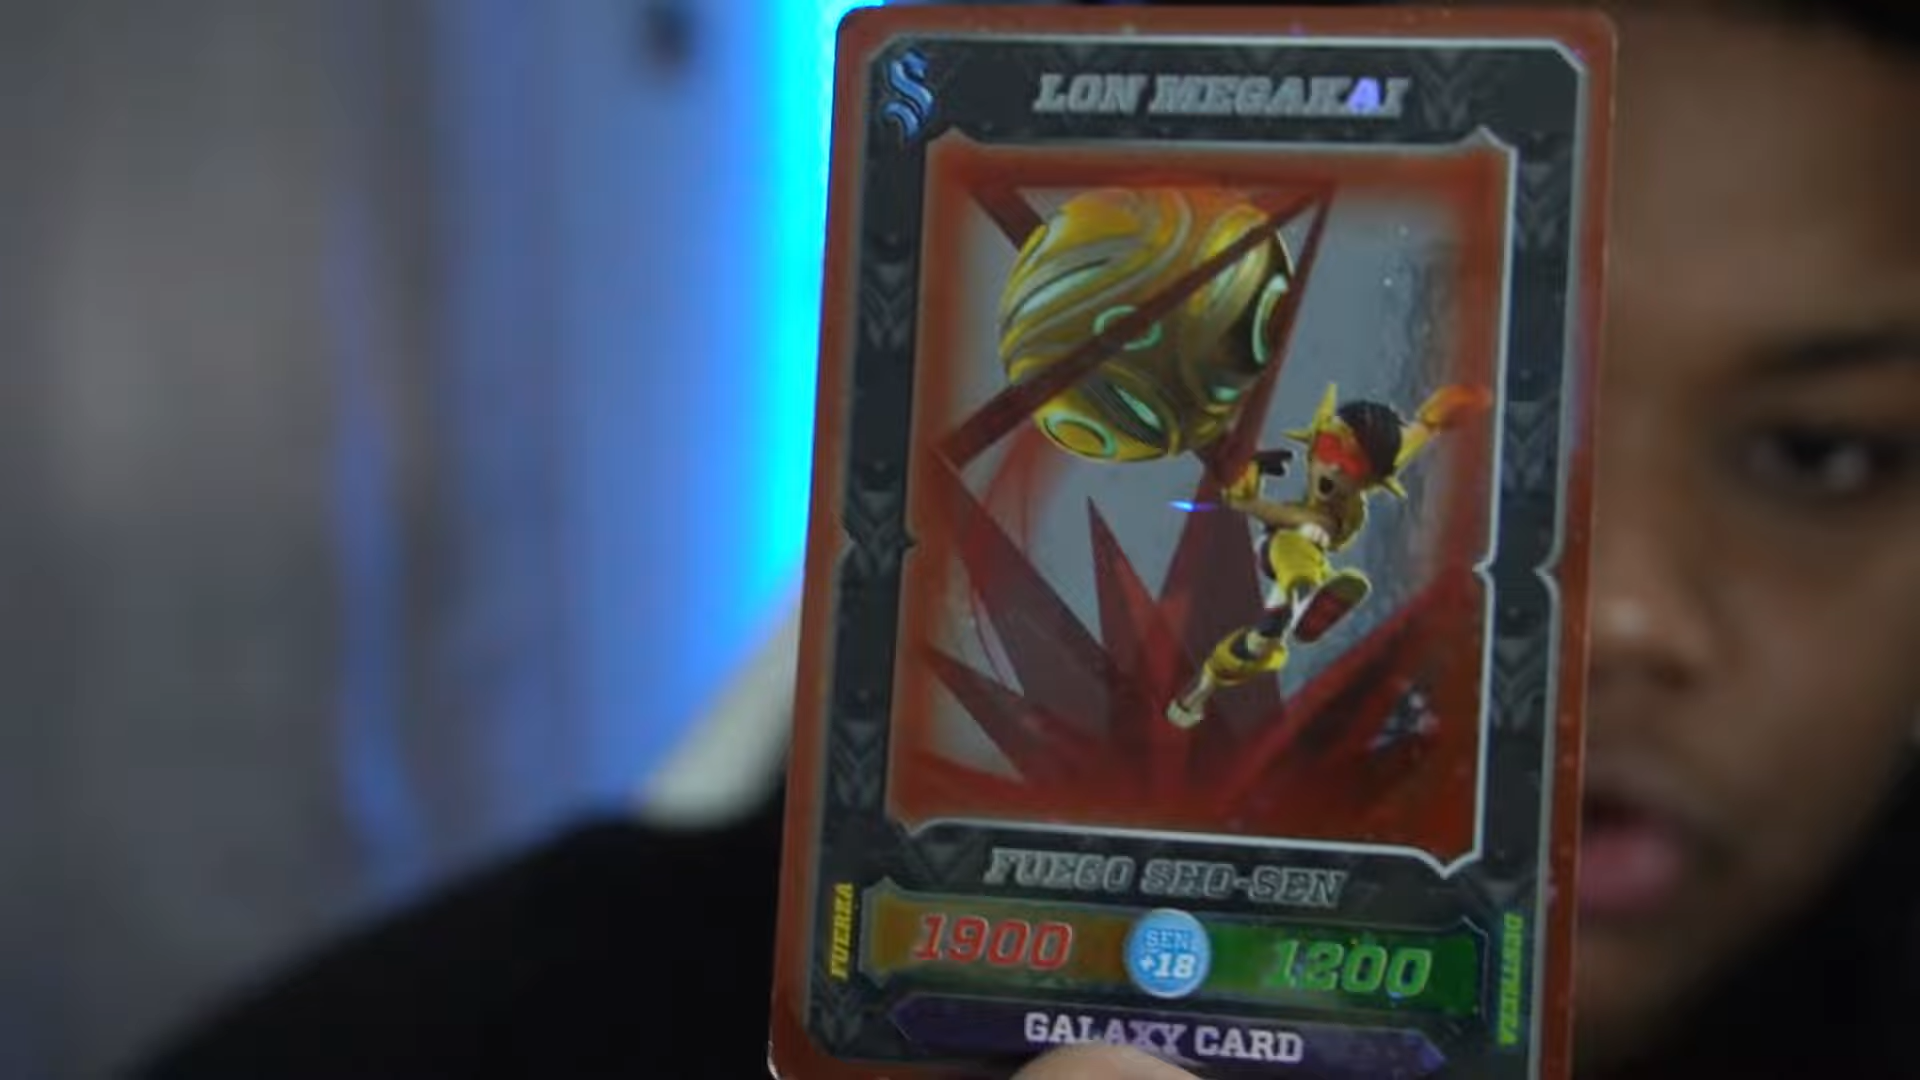 LON MEGAKAI
FUEGO SHO-SEN
FUERZA
1900
SEN
+18
1200
DESTREZA
GALAXY CARD